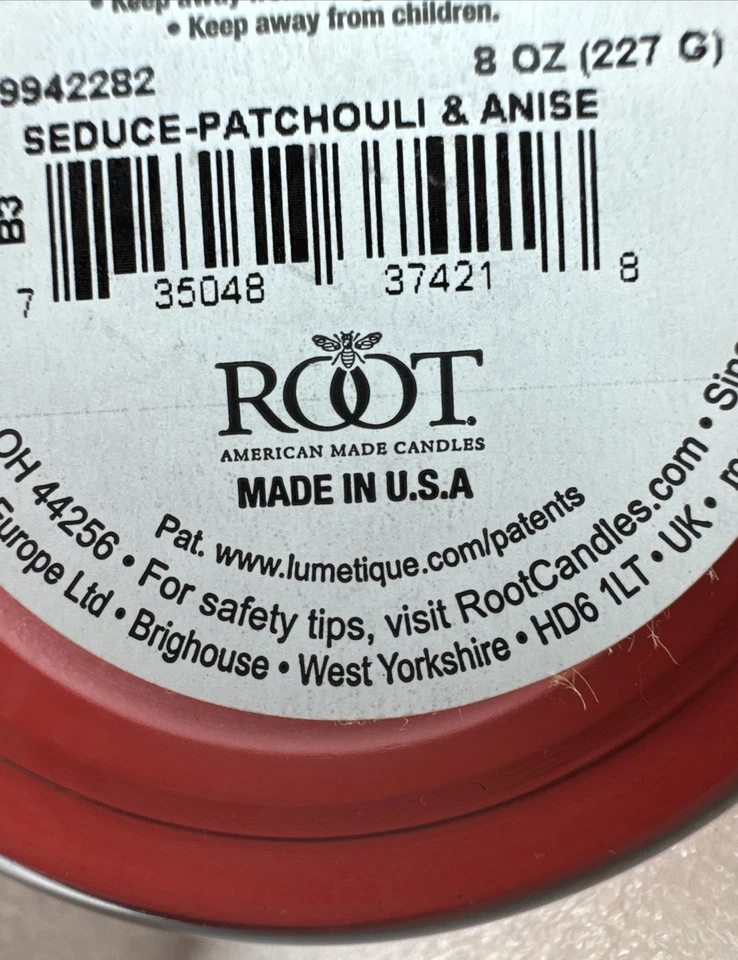 • Keep away
• Keep away from children.
9942282
8 OZ (227 G)
SEDUCE-PATCHOULI & ANISE
B3
7 35048 37421 8
ROOT.
AMERICAN MADE CANDLES
MADE IN U.S.A
Pat. www.lumetique.com/patents
OH 44256 • For safety tips, visit RootCandles.com •
Europe Ltd • Brighouse • West Yorkshire • HD6 1LT • UK •